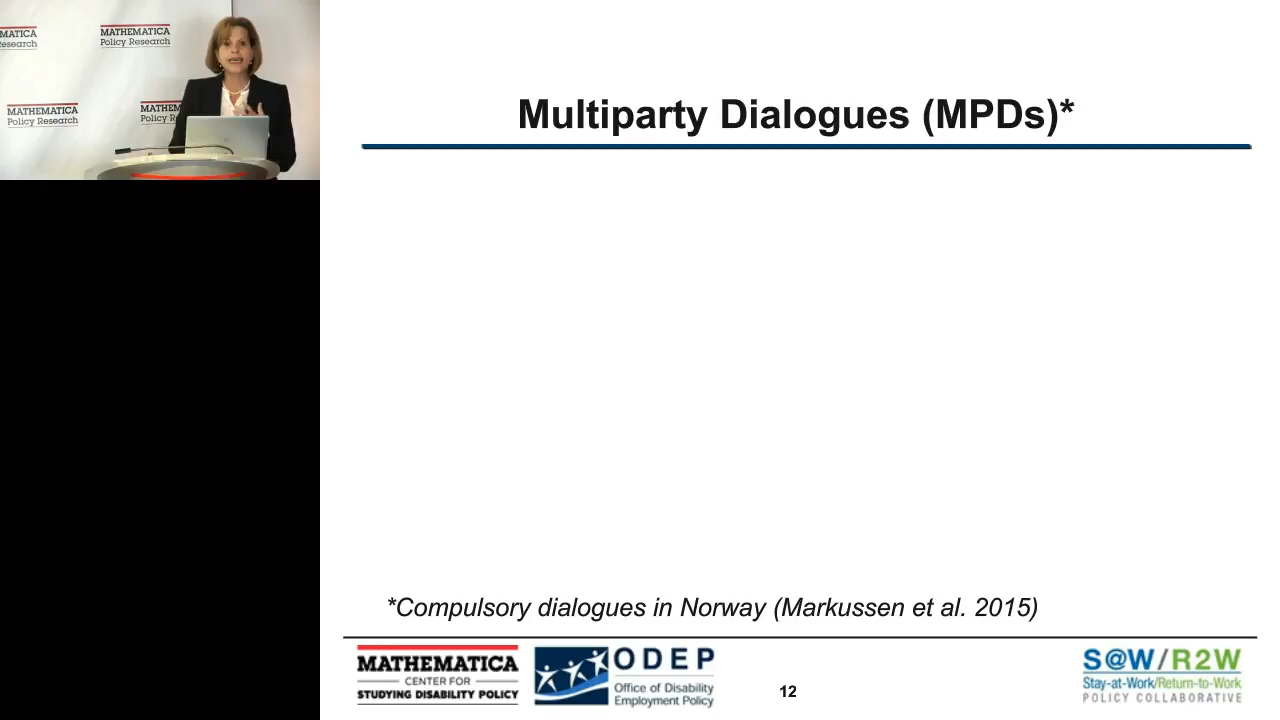 MATHEMATICA
Policy Research
MATHEMATICA
Policy Research
MATHEMATICA
Policy Research
Multiparty Dialogues (MPDs)*
*Compulsory dialogues in Norway (Markussen et al. 2015)
MATHEMATICA
CENTER FOR
STUDYING DISABILITY POLICY
ODEP
Office of Disability
Employment Policy
12
S@W/R2W
Stay-at-Work/Return-to-Work
POLICY COLLABORATIVE